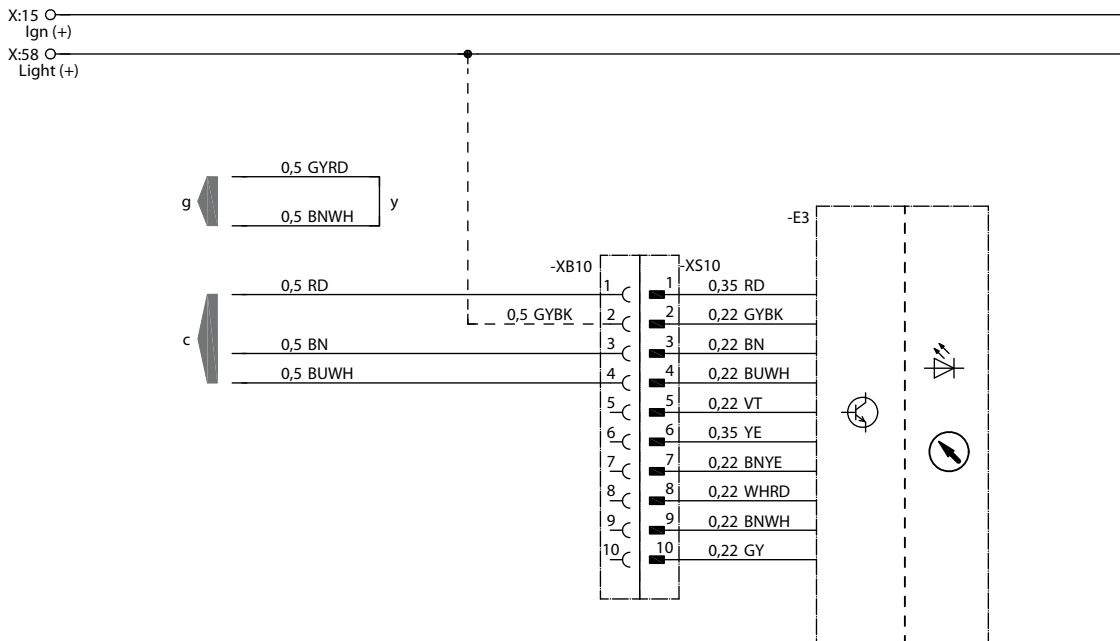 X:15
Ign (+)
X:58
Light (+)
0,5 GYRD
g
y
0,5 BNWH
-E3
-XB10
-XS10
0,5 RD
1
1
0,35 RD
0,5 GYBK
2
2
0,22 GYBK
c
0,5 BN
3
3
0,22 BN
0,5 BUWH
4
4
0,22 BUWH
5
5
0,22 VT
6
6
0,35 YE
7
7
0,22 BNYE
8
8
0,22 WHRD
9
9
0,22 BNWH
10
10
0,22 GY